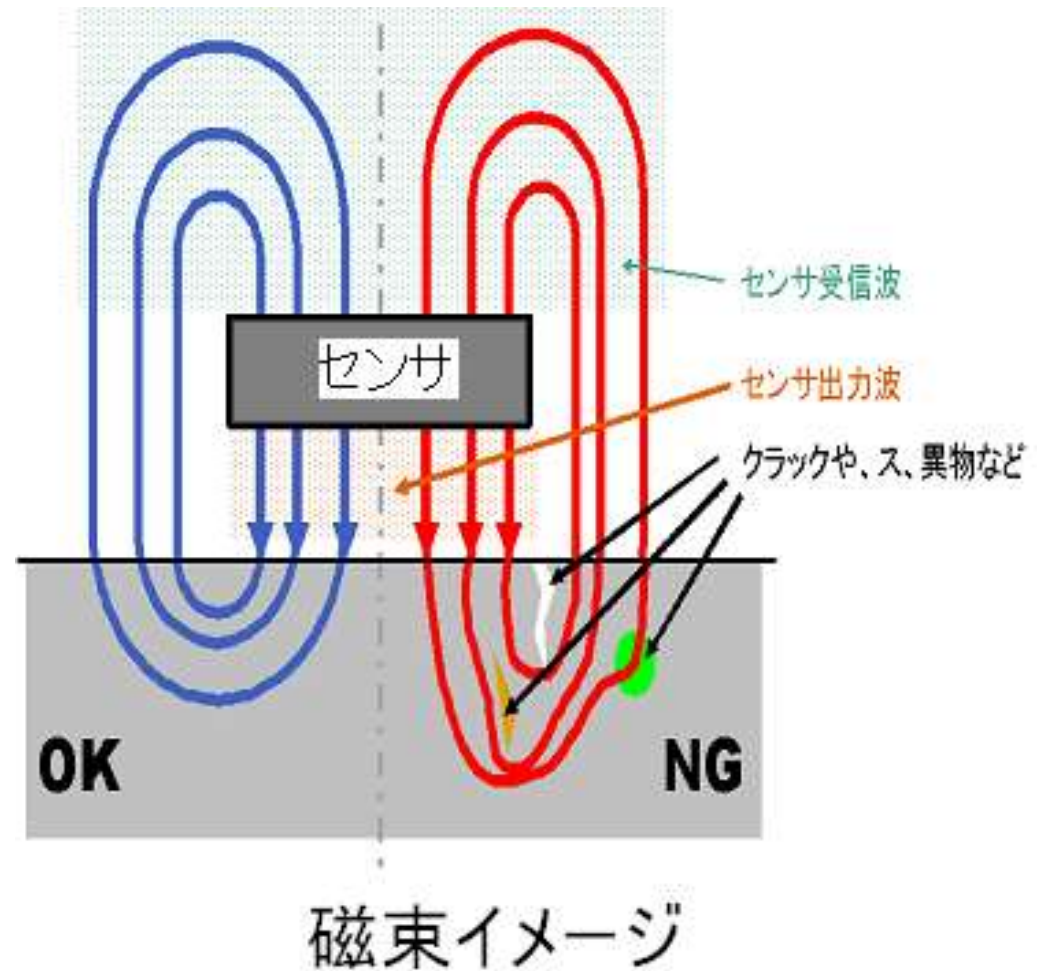 センサ受信波
センサ
センサ出力波
クラックや、ス、異物など
OK
NG
磁束イメージ